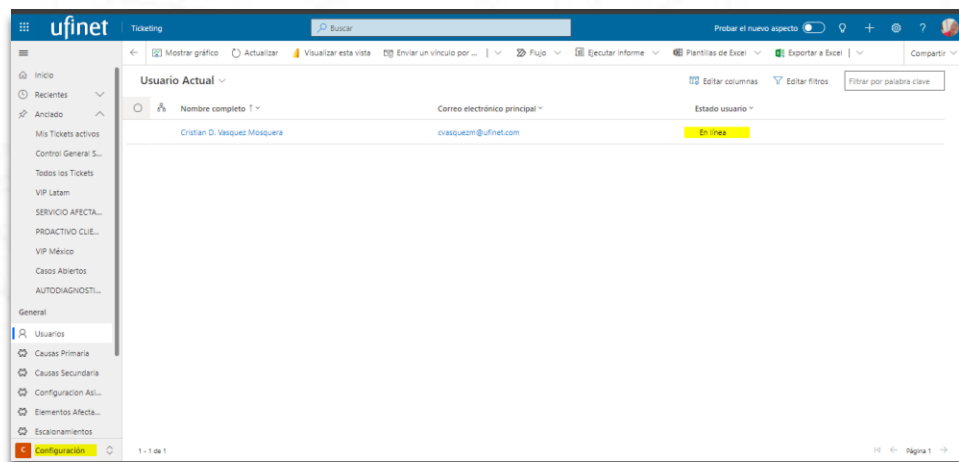 ufinet
Ticketing
Buscar
Probar el nuevo aspecto
Mostrar gráfico
Actualizar
Visualizar esta vista
Enviar un vínculo por ...
Flujo
Ejecutar informe
Plantillas de Excel
Exportar a Excel
Compartir
Inicio
Recientes
Anclado
Mis Tickets activos
Control General S...
Todos los Tickets
VIP Latam
SERVICIO AFECTA...
PROACTIVO CLIE...
VIP México
Casos Abiertos
AUTODIAGNOSTI...
General
Usuarios
Causas Primaria
Causas Secundaria
Configuracion Asi...
Elementos Afecta...
Escalonamientos
C Configuración
Usuario Actual
Editar columnas
Editar filtros
Filtrar por palabra clave
Nombre completo
Correo electrónico principal
Estado usuario
Cristian D. Vasquez Mosquera
cvasquezm@ufinet.com
En línea
1 - 1 de 1
Página 1